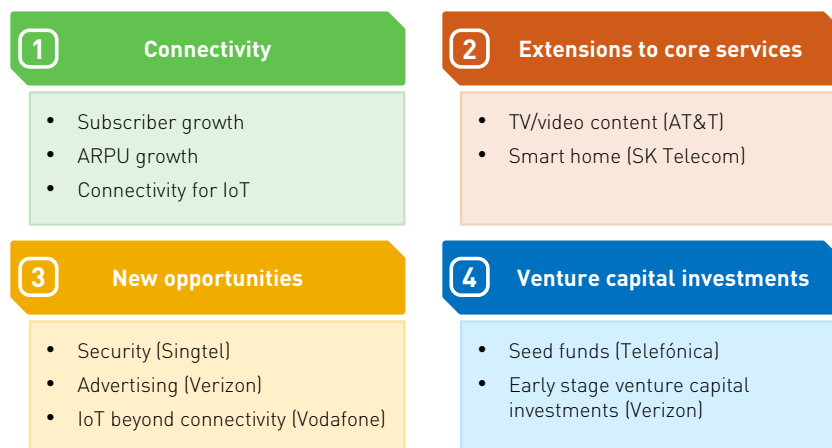 1 Connectivity
• Subscriber growth
• ARPU growth
• Connectivity for IoT
2 Extensions to core services
• TV/video content (AT&T)
• Smart home (SK Telecom)
3 New opportunities
• Security (Singtel)
• Advertising (Verizon)
• IoT beyond connectivity (Vodafone)
4 Venture capital investments
• Seed funds (Telefónica)
• Early stage venture capital
investments (Verizon)